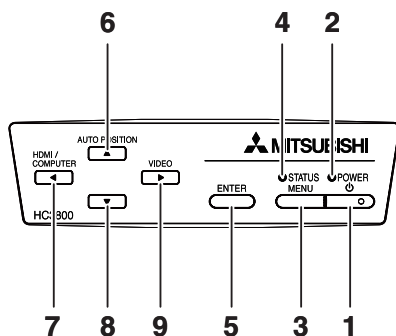 6 4 2
AUTO POSITION
MITSUBISHI
HDMI / COMPUTER
VIDEO
STATUS POWER
ENTER MENU
7 8 9 5 3 1